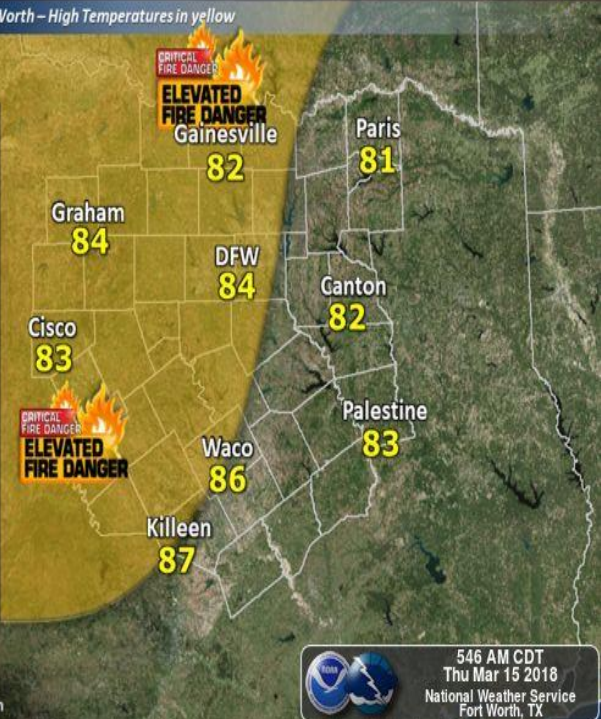 Worth – High Temperatures in yellow
CRITICAL
FIRE DANGER
ELEVATED
FIRE DANGER
Gainesville
82
Paris
81
Graham
84
DFW
84
Canton
82
Cisco
83
CRITICAL
FIRE DANGER
ELEVATED
FIRE DANGER
Palestine
83
Waco
86
Killeen
87
NOAA
546 AM CDT
Thu Mar 15 2018
National Weather Service
Fort Worth, TX